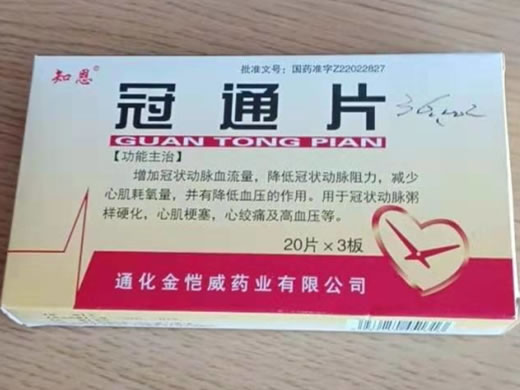 知恩®
批准文号：国药准字Z22022827
冠通片
GUAN TONG PIAN
【功能主治】
增加冠状动脉血流量，降低冠状动脉阻力，减少
心肌耗氧量，并有降低血压的作用。用于冠状动脉粥
样硬化，心肌梗塞，心绞痛及高血压等。
20片×3板
通化金恺威药业有限公司